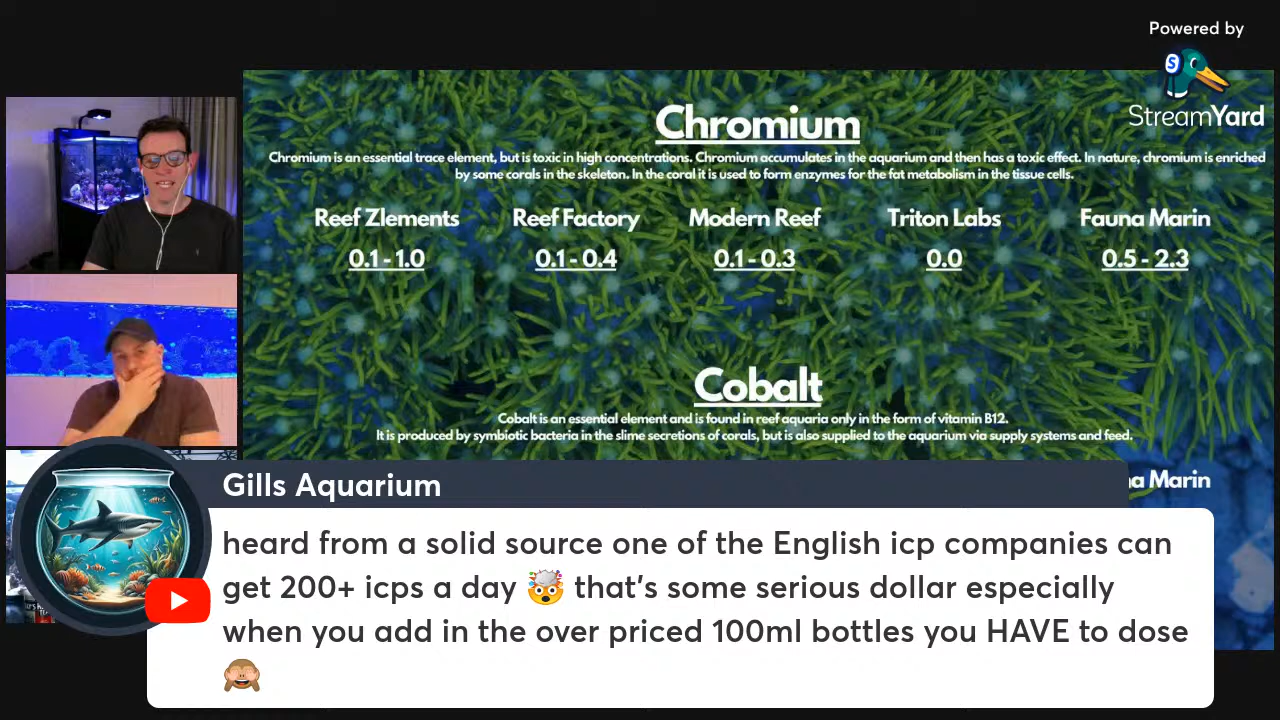 Powered by
StreamYard
Chromium
Chromium is an essential trace element, but is toxic in high concentrations. Chromium accumulates in the aquarium and then has a toxic effect. In nature, chromium is enriched
by some corals in the skeleton. In the coral it is used to form enzymes for the fat metabolism in the tissue cells.
Reef Zlements Reef Factory Modern Reef Triton Labs Fauna Marin
0.1 - 1.0 0.1 - 0.4 0.1 - 0.3 0.0 0.5 - 2.3
Cobalt
Cobalt is an essential element and is found in reef aquaria only in the form of vitamin B12.
It is produced by symbiotic bacteria in the slime secretions of corals, but is also supplied to the aquarium via supply systems and feed.
na Marin
Gills Aquarium
heard from a solid source one of the English icp companies can
get 200+ icps a day 🤯 that's some serious dollar especially
when you add in the over priced 100ml bottles you HAVE to dose
🙈